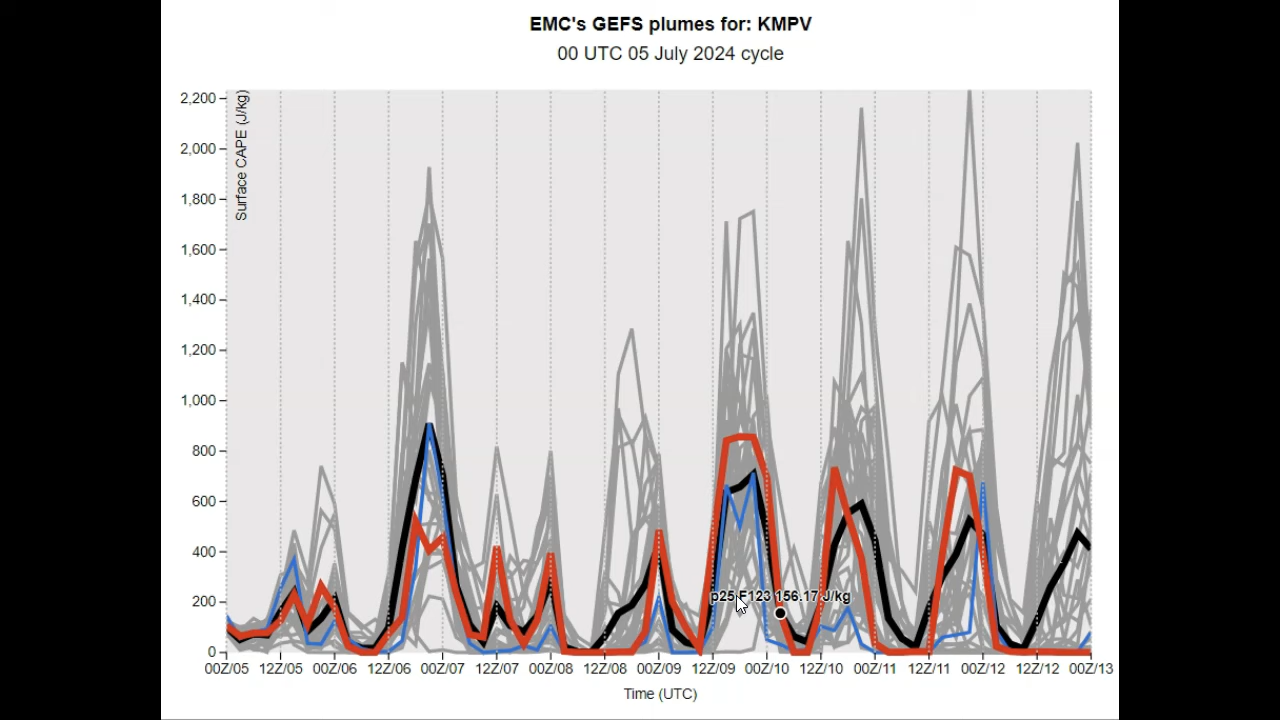 EMC's GEFS plumes for: KMPV
00 UTC 05 July 2024 cycle
Surface CAPE (J/kg)
2,200
2,000
1,800
1,600
1,400
1,200
1,000
800
600
400
200
0
p25 F123 156.17 J/kg
00Z/05 12Z/05 00Z/06 12Z/06 00Z/07 12Z/07 00Z/08 12Z/08 00Z/09 12Z/09 00Z/10 12Z/10 00Z/11 12Z/11 00Z/12 12Z/12 00Z/13
Time (UTC)